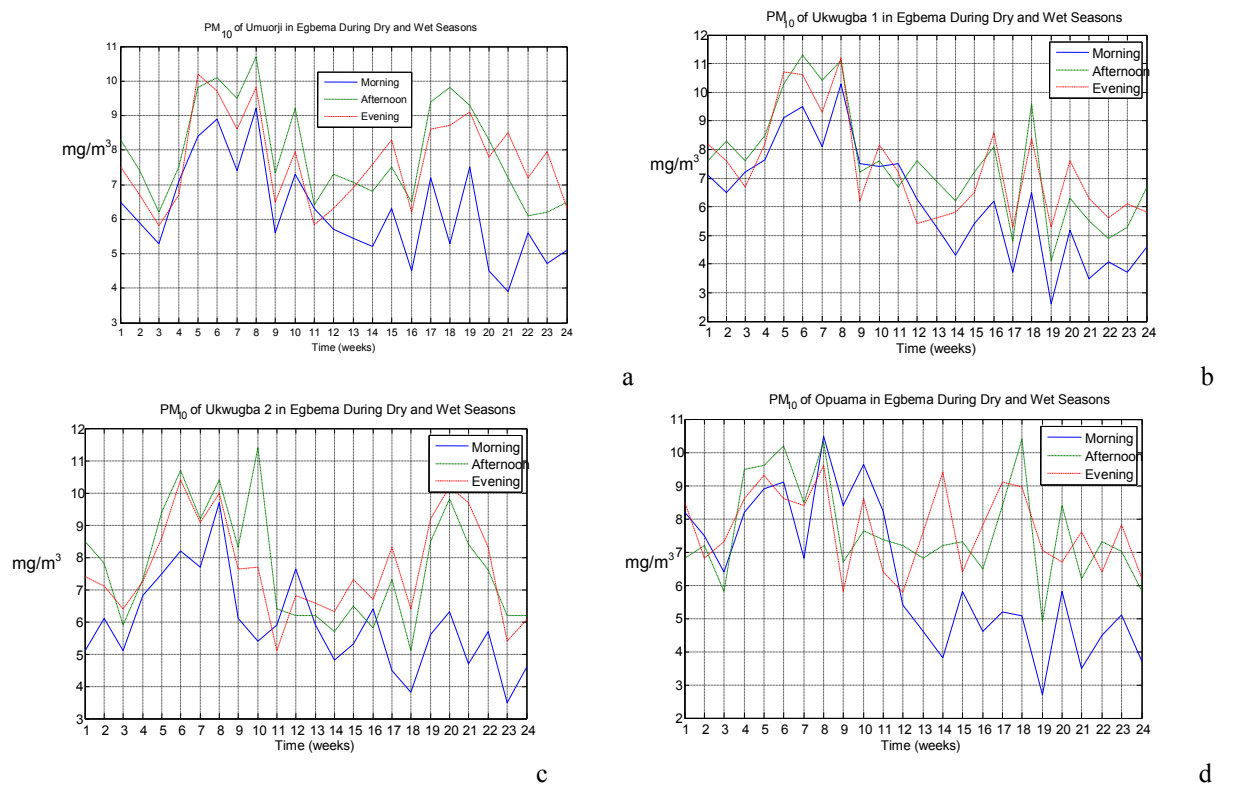 PM10 of Umuorji in Egbema During Dry and Wet Seasons
11
10
9
8
7
6
5
4
3
mg/m3
Morning
Afternoon
Evening
1 2 3 4 5 6 7 8 9 10 11 12 13 14 15 16 17 18 19 20 21 22 23 24
Time (weeks)
a
PM10 of Ukwugba 1 in Egbema During Dry and Wet Seasons
12
11
10
9
8
7
6
5
4
3
2
mg/m3
Morning
Afternoon
Evening
1 2 3 4 5 6 7 8 9 10 11 12 13 14 15 16 17 18 19 20 21 22 23 24
Time (weeks)
b
PM10 of Ukwugba 2 in Egbema During Dry and Wet Seasons
12
11
10
9
8
7
6
5
4
3
mg/m3
Morning
Afternoon
Evening
1 2 3 4 5 6 7 8 9 10 11 12 13 14 15 16 17 18 19 20 21 22 23 24
Time (weeks)
c
PM10 of Opuama in Egbema During Dry and Wet Seasons
11
10
9
8
7
6
5
4
3
2
mg/m3
Morning
Afternoon
Evening
1 2 3 4 5 6 7 8 9 10 11 12 13 14 15 16 17 18 19 20 21 22 23 24
Time (weeks)
d